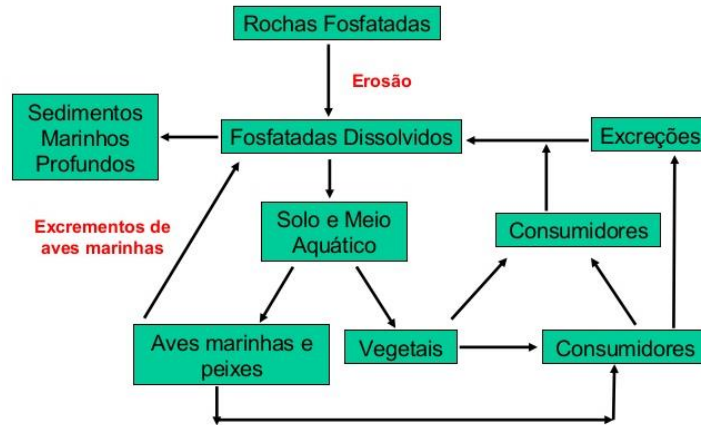 Rochas Fosfatadas
Erosão
Sedimentos
Marinhos
Profundos
Fosfatadas Dissolvidos
Excreções
Excrementos de
aves marinhas
Solo e Meio
Aquático
Consumidores
Aves marinhas e
peixes
Vegetais
Consumidores